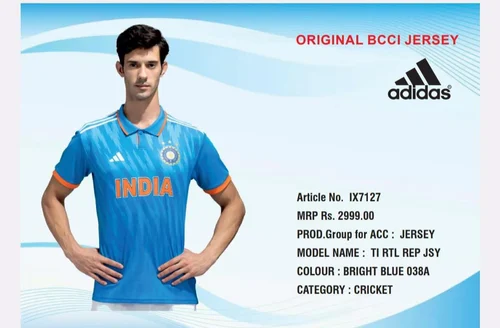 ORIGINAL BCCI JERSEY
adidas
INDIA
Article No. IX7127
MRP Rs. 2999.00
PROD.Group for ACC : JERSEY
MODEL NAME : TI RTL REP JSY
COLOUR : BRIGHT BLUE 038A
CATEGORY : CRICKET